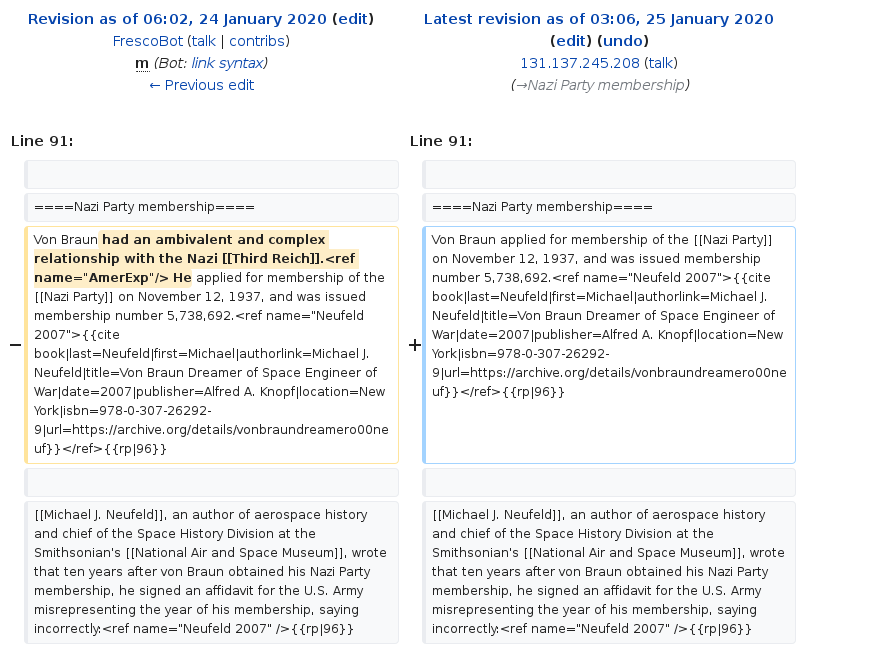 Revision as of 06:02, 24 January 2020 (edit)
FrescoBot (talk | contribs)
m (Bot: link syntax)
← Previous edit
Latest revision as of 03:06, 25 January 2020
(edit) (undo)
131.137.245.208 (talk)
(→Nazi Party membership)
Line 91:
Line 91:
====Nazi Party membership====
====Nazi Party membership====
−
Von Braun had an ambivalent and complex
relationship with the Nazi [[Third Reich]].<ref
name="AmerExp"/> He applied for membership of the
[[Nazi Party]] on November 12, 1937, and was issued
membership number 5,738,692.<ref name="Neufeld
2007">{{cite
book|last=Neufeld|first=Michael|authorlink=Michael J.
Neufeld|title=Von Braun Dreamer of Space Engineer of
War|date=2007|publisher=Alfred A. Knopf|location=New
York|isbn=978-0-307-26292-
9|url=https://archive.org/details/vonbraundreamero00ne
uf}}</ref>{{rp|96}}
+
Von Braun applied for membership of the [[Nazi Party]]
on November 12, 1937, and was issued membership
number 5,738,692.<ref name="Neufeld 2007">{{cite
book|last=Neufeld|first=Michael|authorlink=Michael J.
Neufeld|title=Von Braun Dreamer of Space Engineer of
War|date=2007|publisher=Alfred A. Knopf|location=New
York|isbn=978-0-307-26292-
9|url=https://archive.org/details/vonbraundreamero00ne
uf}}</ref>{{rp|96}}
[[Michael J. Neufeld]], an author of aerospace history
and chief of the Space History Division at the
Smithsonian's [[National Air and Space Museum]], wrote
that ten years after von Braun obtained his Nazi Party
membership, he signed an affidavit for the U.S. Army
misrepresenting the year of his membership, saying
incorrectly:<ref name="Neufeld 2007" />{{rp|96}}
[[Michael J. Neufeld]], an author of aerospace history
and chief of the Space History Division at the
Smithsonian's [[National Air and Space Museum]], wrote
that ten years after von Braun obtained his Nazi Party
membership, he signed an affidavit for the U.S. Army
misrepresenting the year of his membership, saying
incorrectly:<ref name="Neufeld 2007" />{{rp|96}}